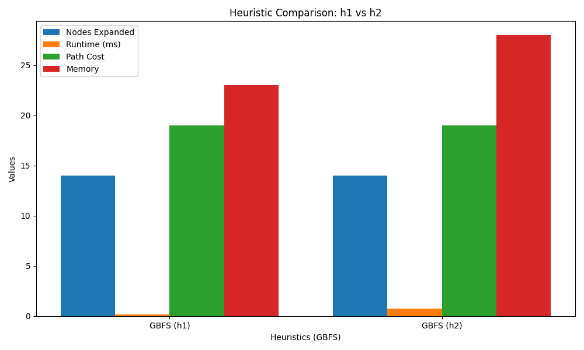 Heuristic Comparison: h1 vs h2
Nodes Expanded
Runtime (ms)
Path Cost
Memory
Values
25
20
15
10
5
0
GBFS (h1)
GBFS (h2)
Heuristics (GBFS)